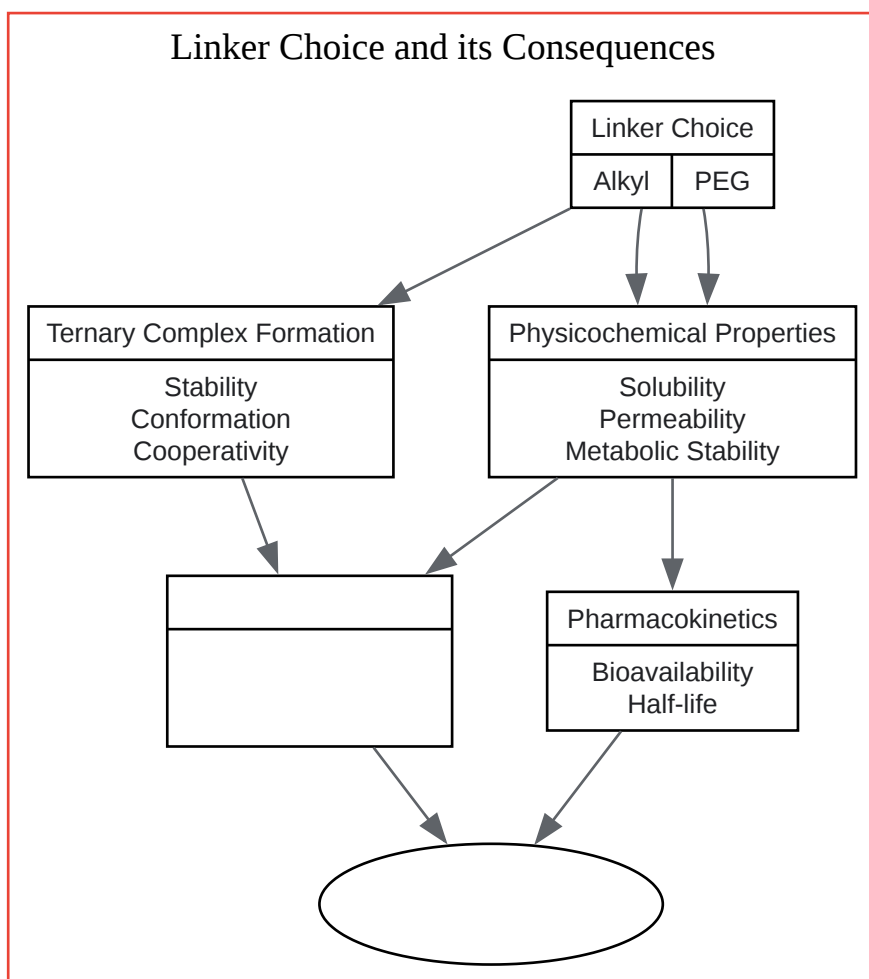 Linker Choice and its Consequences
Linker Choice
Alkyl
PEG
Ternary Complex Formation
Stability
Conformation
Cooperativity
Physicochemical Properties
Solubility
Permeability
Metabolic Stability
Pharmacokinetics
Bioavailability
Half-life